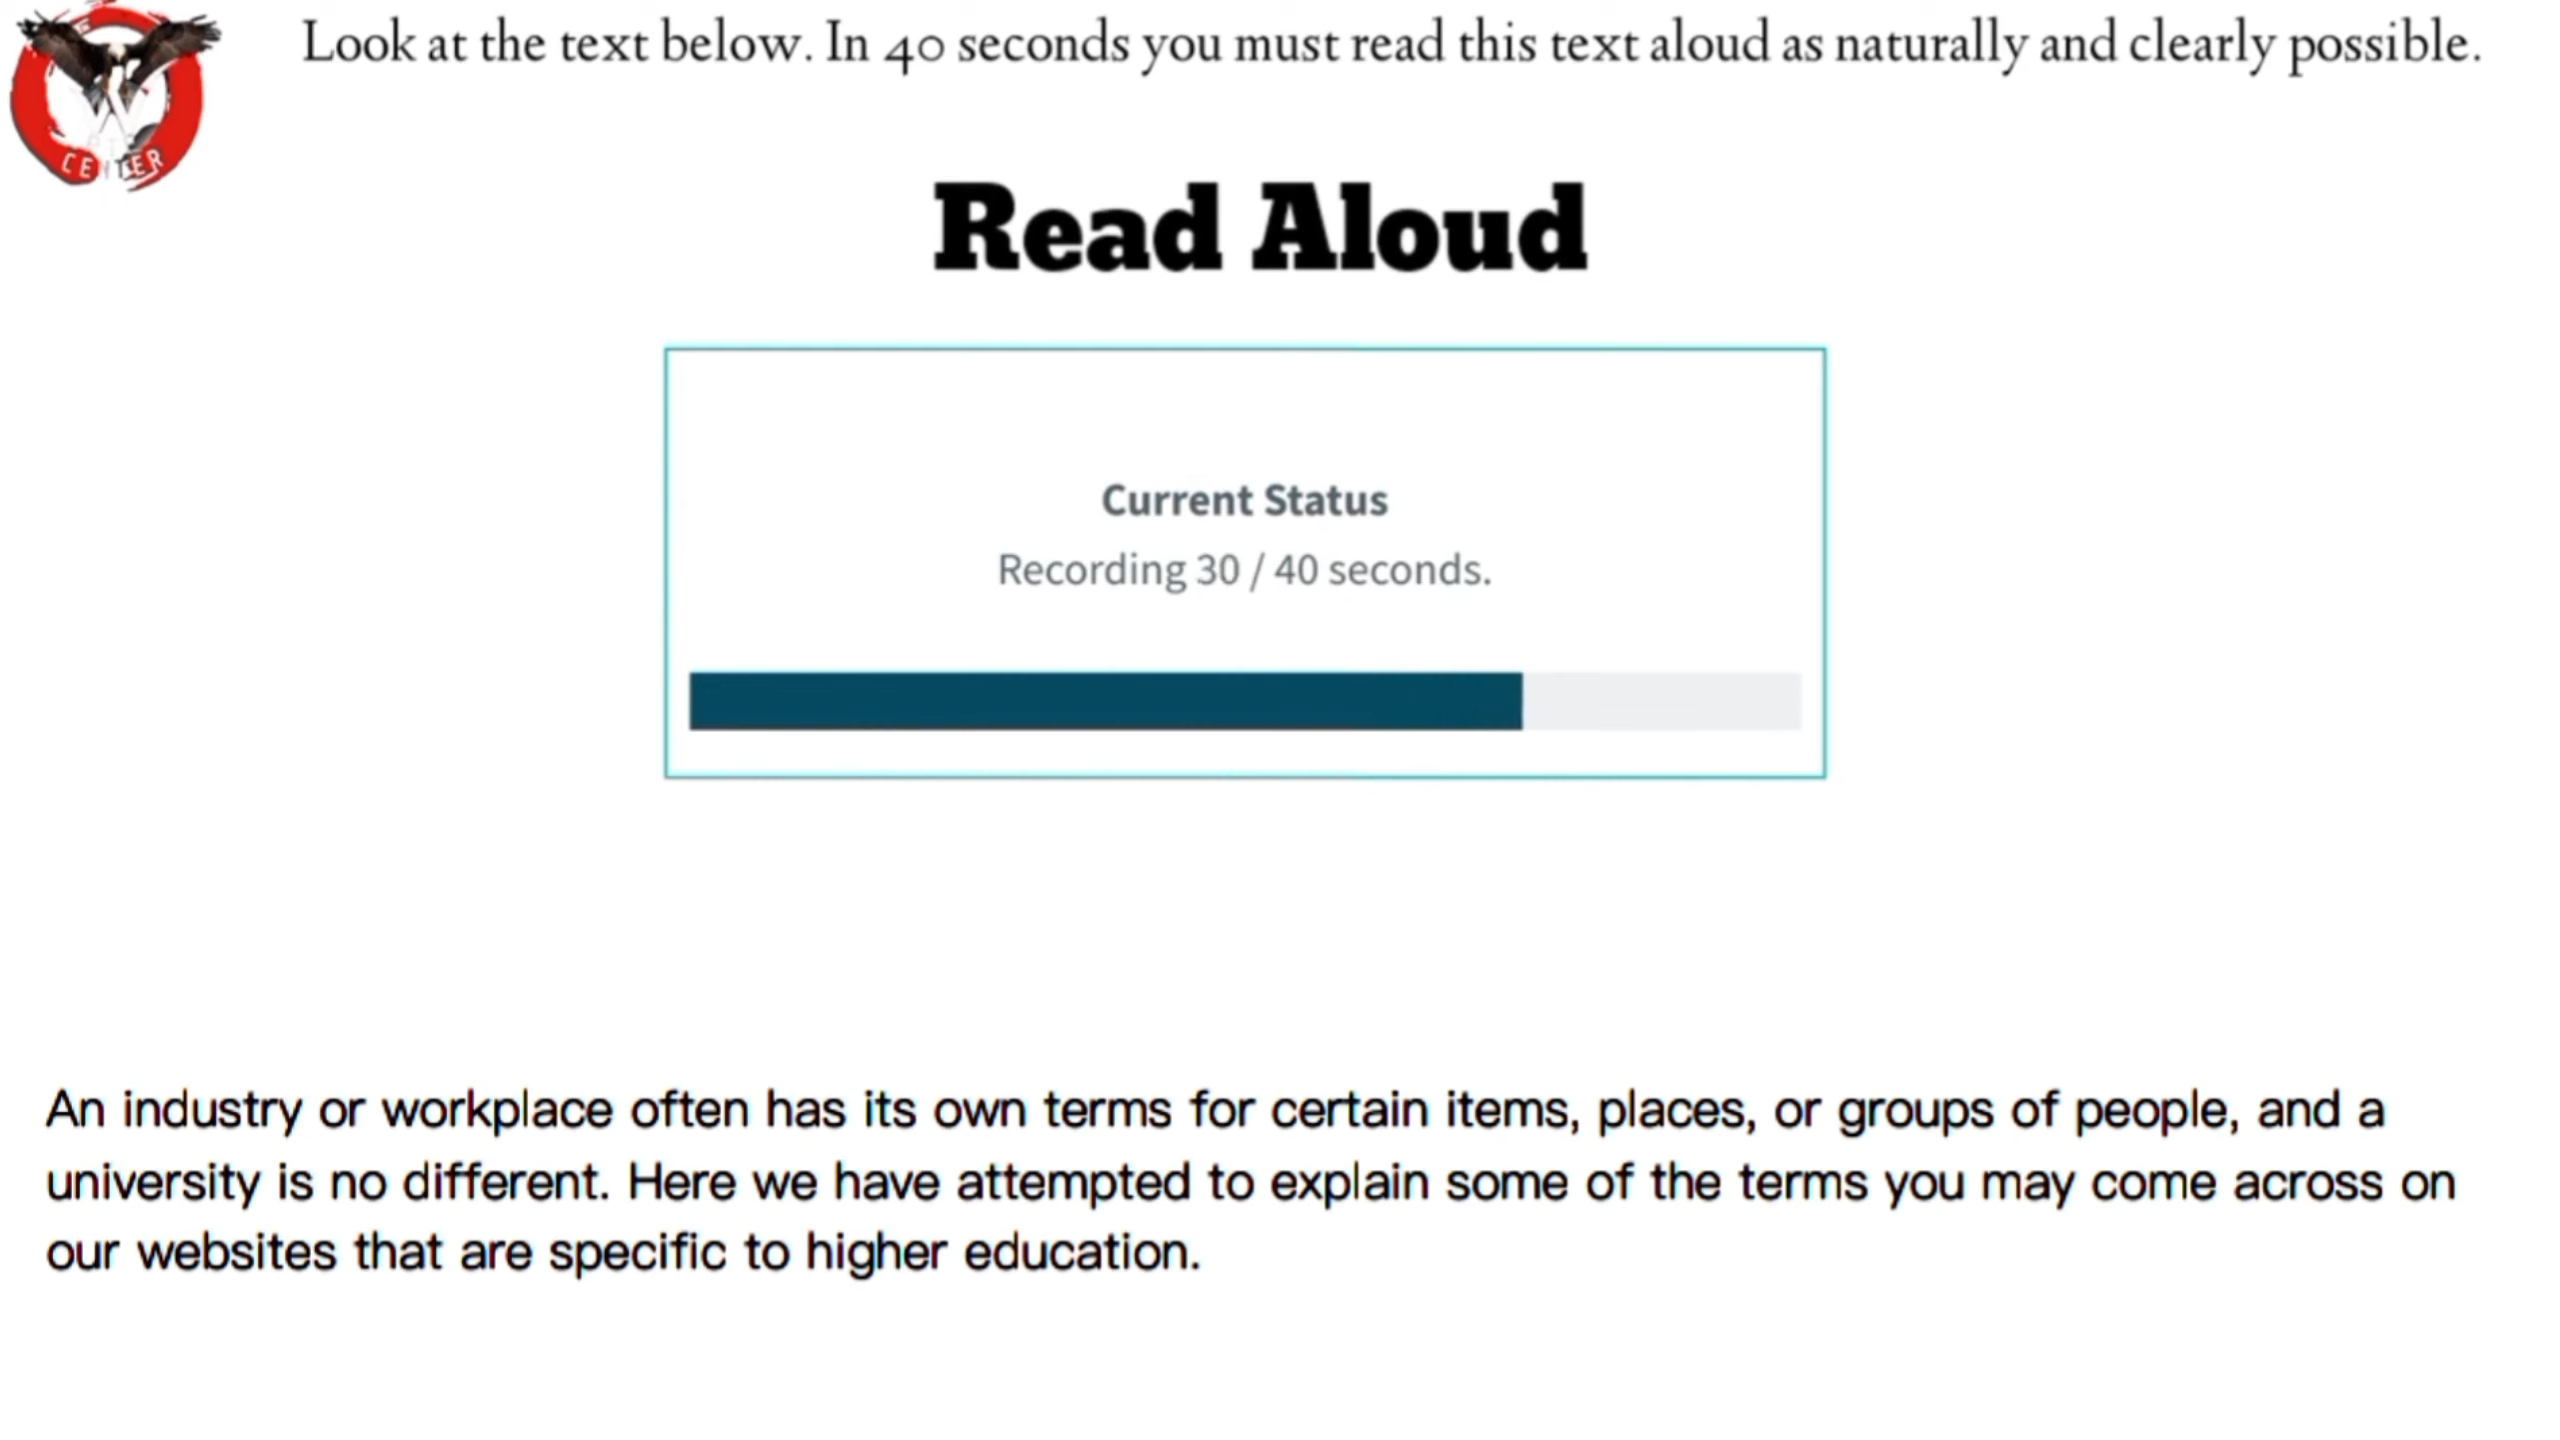 Look at the text below. In 40 seconds you must read this text aloud as naturally and clearly possible.
CENTER
Read Aloud
Current Status
Recording 30 / 40 seconds.
An industry or workplace often has its own terms for certain items, places, or groups of people, and a
university is no different. Here we have attempted to explain some of the terms you may come across on
our websites that are specific to higher education.